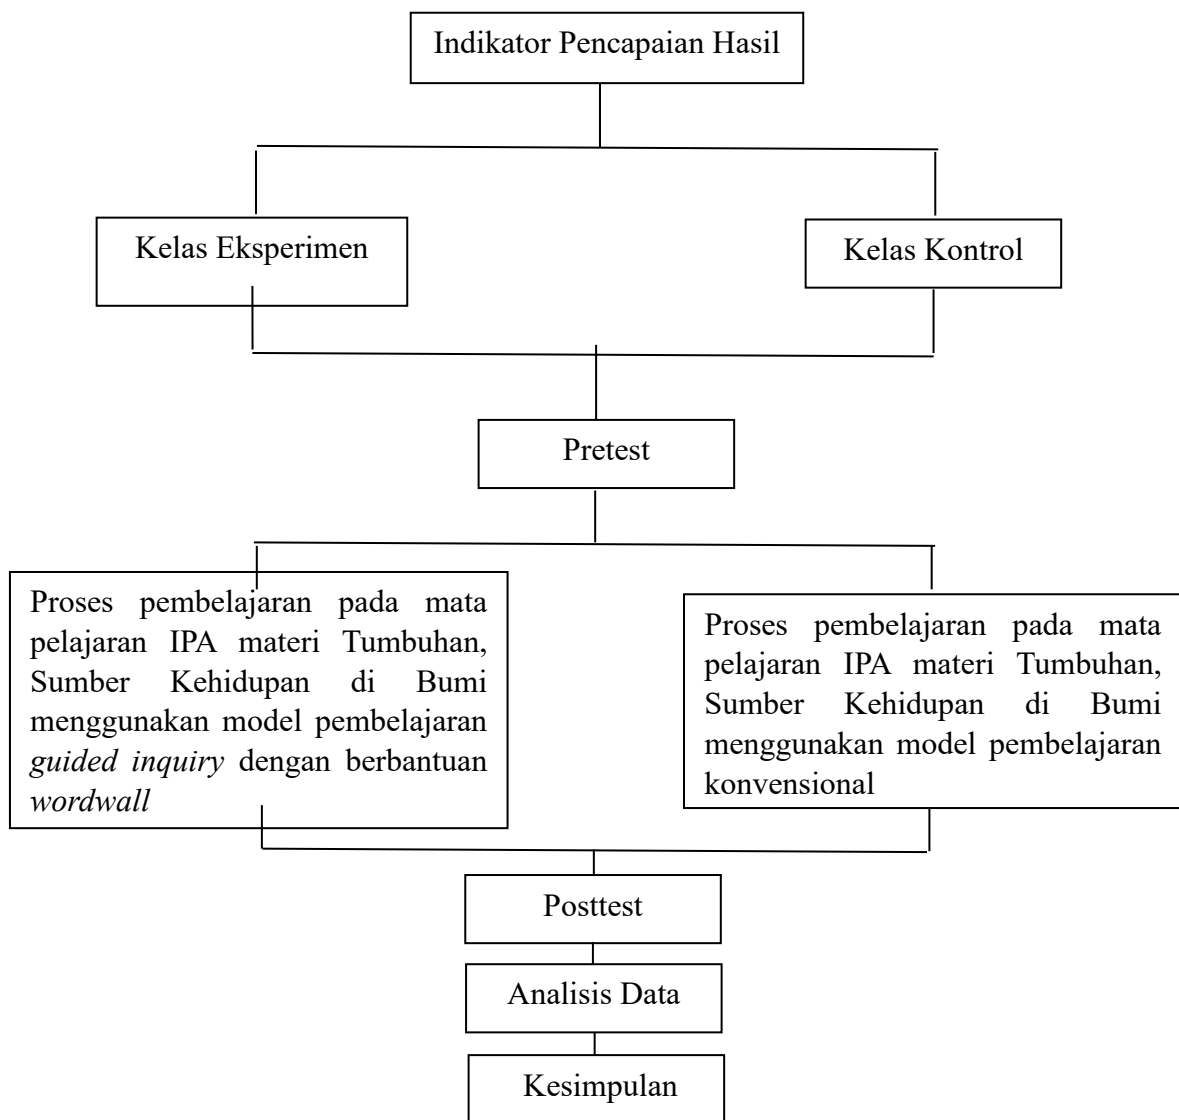 Indikator Pencapaian Hasil
Kelas Eksperimen
Kelas Kontrol
Pretest
Proses pembelajaran pada mata
pelajaran IPA materi Tumbuhan,
Sumber Kehidupan di Bumi
menggunakan model pembelajaran
guided inquiry dengan berbantuan
wordwall
Proses pembelajaran pada mata
pelajaran IPA materi Tumbuhan,
Sumber Kehidupan di Bumi
menggunakan model pembelajaran
konvensional
Posttest
Analisis Data
Kesimpulan